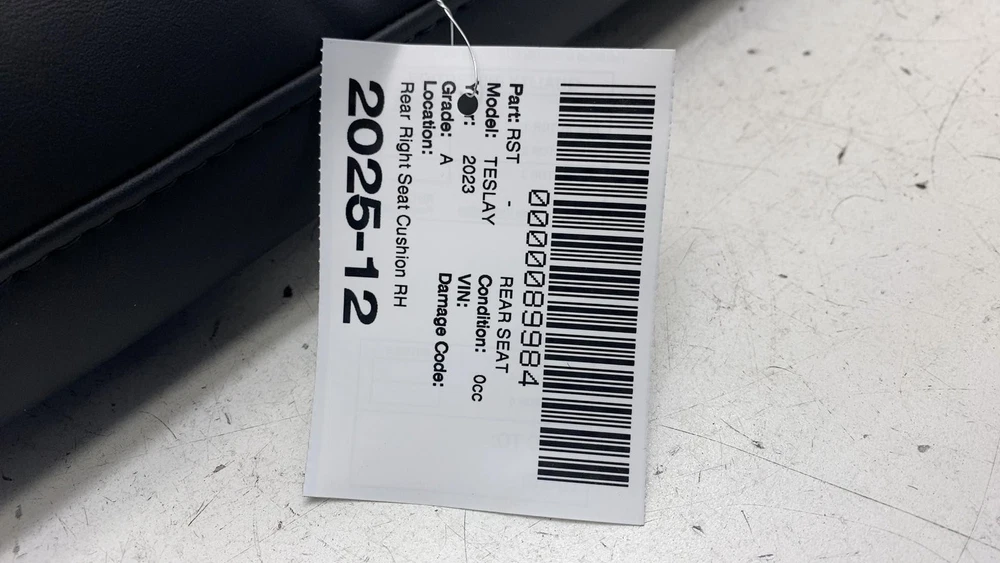 0000089984
Part: RST - REAR SEAT
Model: TESLAY Condition: 0cc
Year: 2023 VIN:
Grade: A Damage Code:
Location:
Rear Right Seat Cushion RH
2025-12